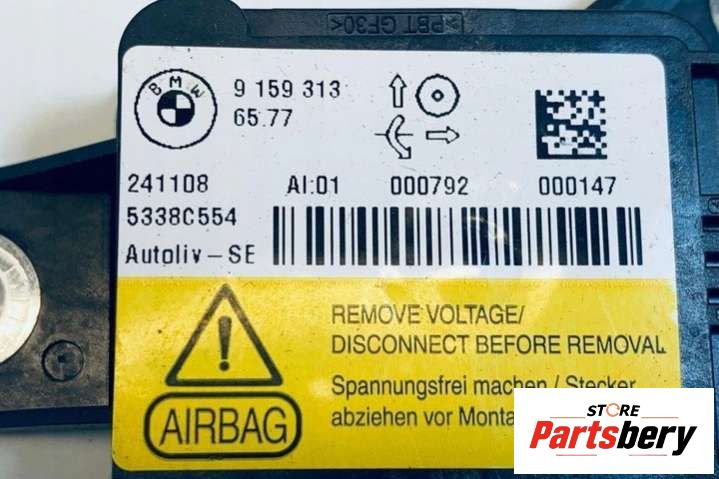 >PBT GF30<
BMW
9 159 313
65.77
241108 AI:01 000792 000147
5338C554
Autoliv-SE
REMOVE VOLTAGE/
DISCONNECT BEFORE REMOVAL
Spannungsfrei machen / Stecker
abziehen vor Monta
AIRBAG
STORE
Partsbery